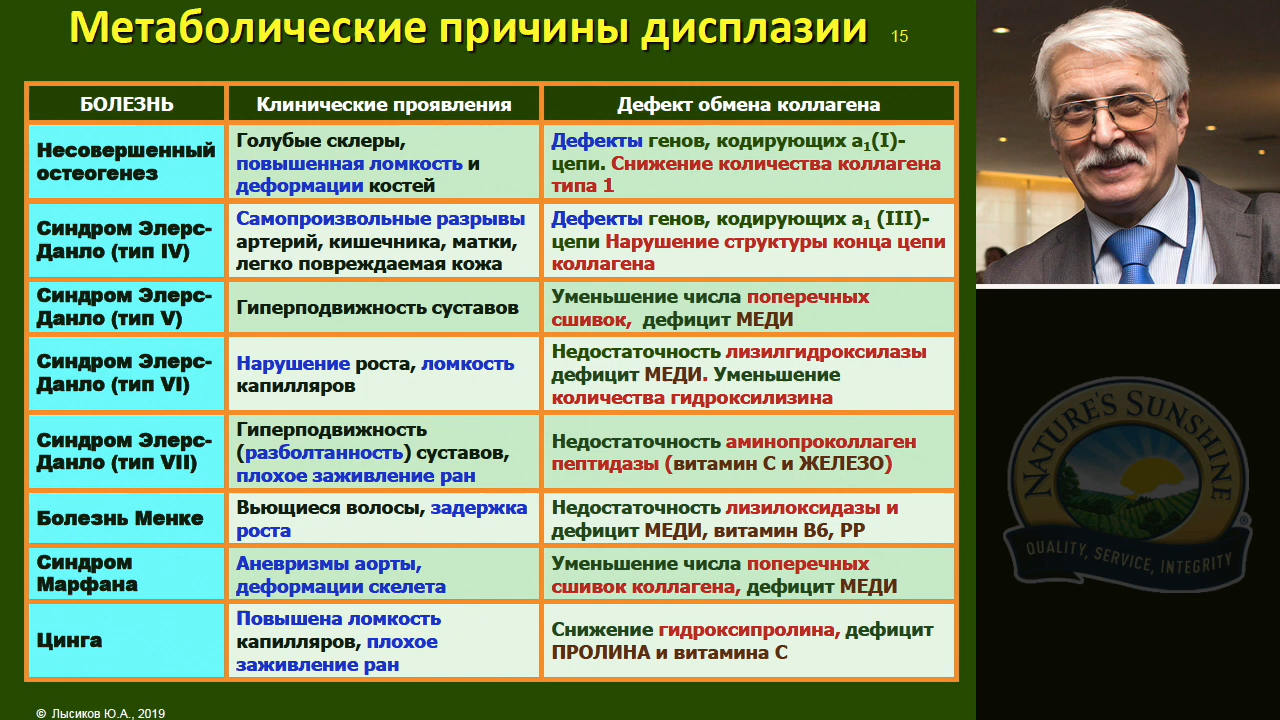 Метаболические причины дисплазии 15
БОЛЕЗНЬ
Клинические проявления
Дефект обмена коллагена
Несовершенный
остеогенез
Голубые склеры,
повышенная ломкость и
деформации костей
Дефекты генов, кодирующих a₁(I)-
цепи. Снижение количества коллагена
типа 1
Синдром Элерс-
Данло (тип IV)
Самопроизвольные разрывы
артерий, кишечника, матки,
легко повреждаемая кожа
Дефекты генов, кодирующих a₁ (III)-
цепи Нарушение структуры конца цепи
коллагена
Синдром Элерс-
Данло (тип V)
Гиперподвижность суставов
Уменьшение числа поперечных
сшивок, дефицит МЕДИ
Синдром Элерс-
Данло (тип VI)
Нарушение роста, ломкость
капилляров
Недостаточность лизилгидроксилазы
дефицит МЕДИ. Уменьшение
количества гидроксилизина
Синдром Элерс-
Данло (тип VII)
Гиперподвижность
(разболтанность) суставов,
плохое заживление ран
Недостаточность аминопроколлаген
пептидазы (витамин С и ЖЕЛЕЗО)
Болезнь Менке
Вьющиеся волосы, задержка
роста
Недостаточность лизилоксидазы и
дефицит МЕДИ, витамин В6, РР
Синдром
Марфана
Аневризмы аорты,
деформации скелета
Уменьшение числа поперечных
сшивок коллагена, дефицит МЕДИ
Цинга
Повышена ломкость
капилляров, плохое
заживление ран
Снижение гидроксипролина, дефицит
ПРОЛИНА и витамина С
© Лысиков Ю.А., 2019
NATURE'S SUNSHINE
®
QUALITY, SERVICE, INTEGRITY